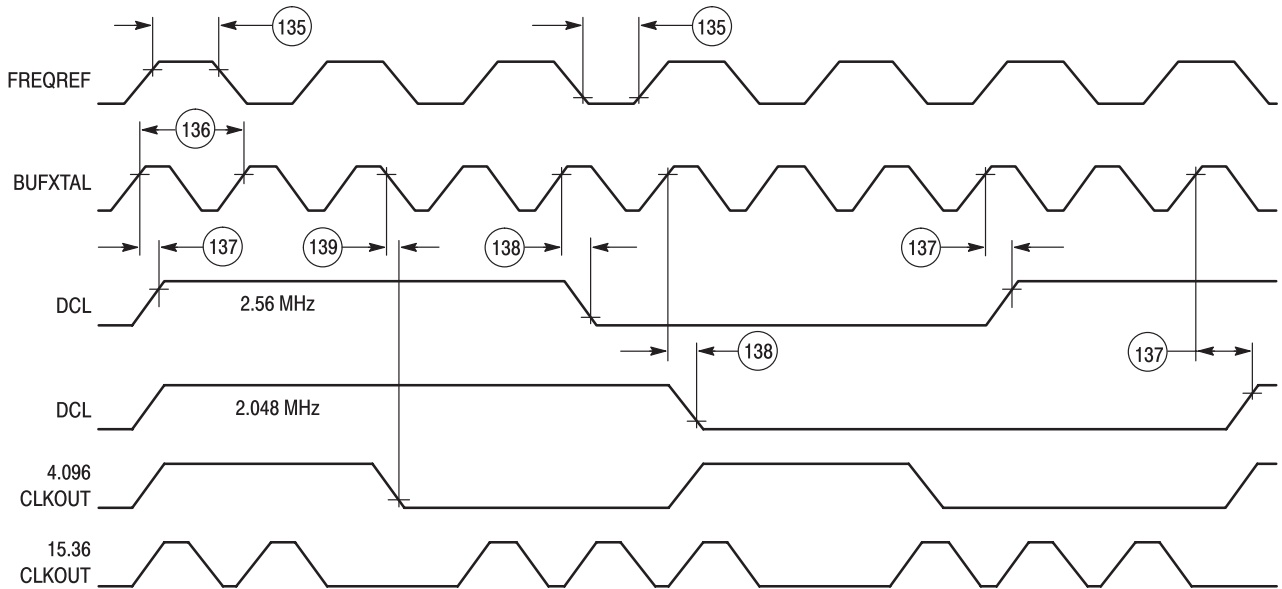 135
135
FREQREF
136
BUFXTAL
137
139
138
137
DCL
2.56 MHz
138
137
DCL
2.048 MHz
4.096
CLKOUT
15.36
CLKOUT